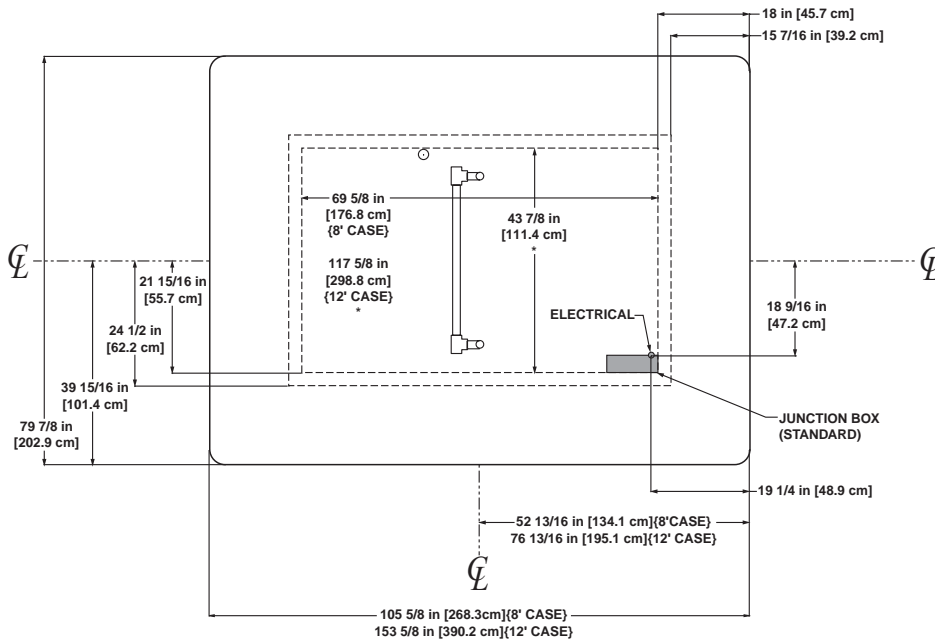 18 in [45.7 cm]
15 7/16 in [39.2 cm]
69 5/8 in
[176.8 cm]
{8' CASE}
117 5/8 in
[298.8 cm]
{12' CASE}
*
43 7/8 in
[111.4 cm]
*
℄
℄
21 15/16 in
[55.7 cm]
24 1/2 in
[62.2 cm]
39 15/16 in
[101.4 cm]
79 7/8 in
[202.9 cm]
ELECTRICAL
18 9/16 in
[47.2 cm]
JUNCTION BOX
(STANDARD)
19 1/4 in [48.9 cm]
52 13/16 in [134.1 cm]{8'CASE}
76 13/16 in [195.1 cm]{12' CASE}
℄
105 5/8 in [268.3cm]{8' CASE}
153 5/8 in [390.2 cm]{12' CASE}